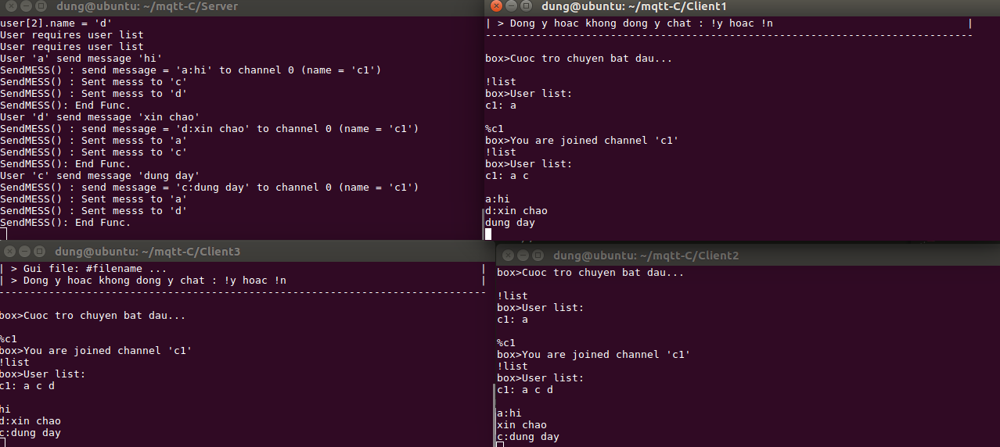 dung@ubuntu: ~/mqtt-C/Server
user[2].name = 'd'
User requires user list
User requires user list
User 'a' send message 'hi'
SendMESS() : send message = 'a:hi' to channel 0 (name = 'c1')
SendMESS() : Sent messs to 'c'
SendMESS() : Sent messs to 'd'
SendMESS(): End Func.
User 'd' send message 'xin chao'
SendMESS() : send message = 'd:xin chao' to channel 0 (name = 'c1')
SendMESS() : Sent messs to 'a'
SendMESS() : Sent messs to 'c'
SendMESS(): End Func.
User 'c' send message 'dung day'
SendMESS() : send message = 'c:dung day' to channel 0 (name = 'c1')
SendMESS() : Sent messs to 'a'
SendMESS() : Sent messs to 'd'
SendMESS(): End Func.
dung@ubuntu: ~/mqtt-C/Client1
| > Dong y hoac khong dong y chat : !y hoac !n |
------------------------------------------------------------------------------
box>Cuoc tro chuyen bat dau...
!list
box>User list:
c1: a
%c1
box>You are joined channel 'c1'
!list
box>User list:
c1: a c
a:hi
d:xin chao
dung day
dung@ubuntu: ~/mqtt-C/Client3
| > Gui file: #filename ... |
| > Dong y hoac khong dong y chat : !y hoac !n |
------------------------------------------------------------------------------
box>Cuoc tro chuyen bat dau...
%c1
box>You are joined channel 'c1'
!list
box>User list:
c1: a c d
hi
d:xin chao
c:dung day
dung@ubuntu: ~/mqtt-C/Client2
box>Cuoc tro chuyen bat dau...
!list
box>User list:
c1: a
%c1
box>You are joined channel 'c1'
!list
box>User list:
c1: a c d
a:hi
xin chao
c:dung day